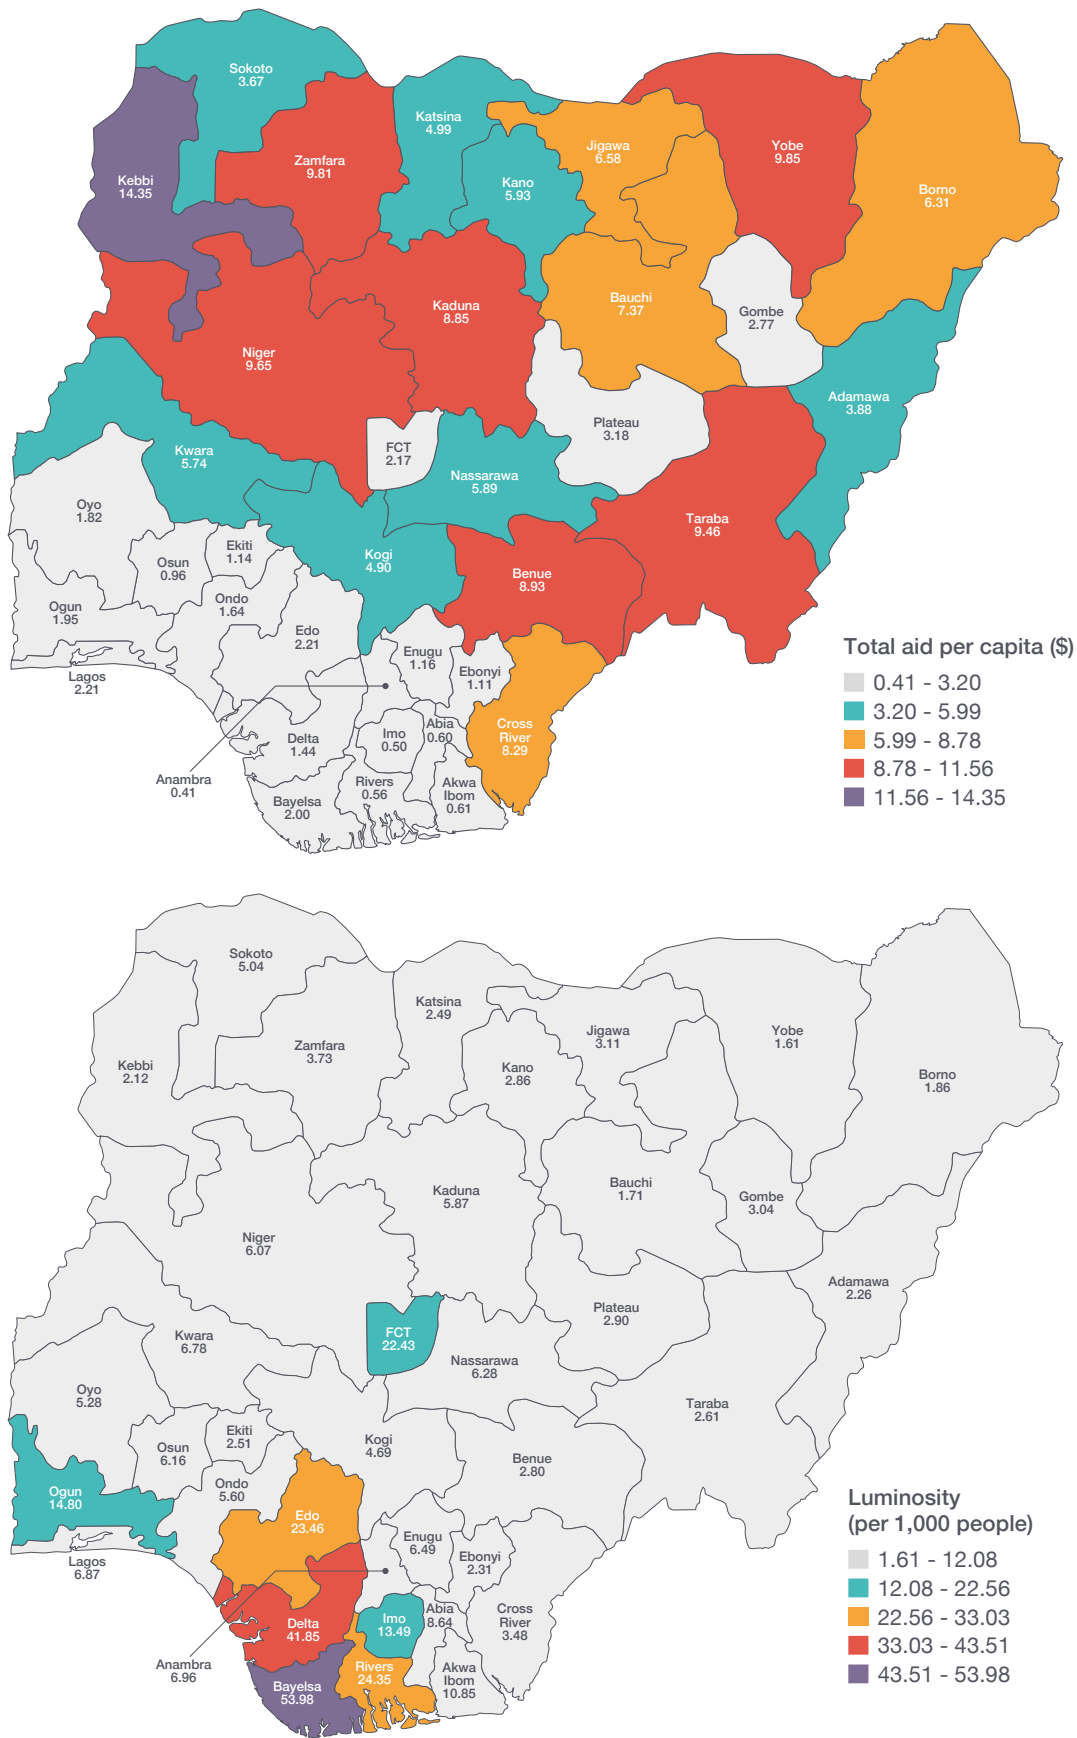 Sokoto
3.67
Katsina
4.99
Kebbi
14.35
Zamfara
9.81
Kano
5.93
Jigawa
6.58
Yobe
9.85
Borno
6.31
Niger
9.65
Kaduna
8.85
Bauchi
7.37
Gombe
2.77
Adamawa
3.88
Plateau
3.18
FCT
2.17
Kwara
5.74
Nassarawa
5.89
Taraba
9.46
Oyo
1.82
Osun
0.96
Ekiti
1.14
Kogi
4.90
Benue
8.93
Ogun
1.95
Ondo
1.64
Edo
2.21
Lagos
2.21
Enugu
1.16
Ebonyi
1.11
Anambra
0.41
Delta
1.44
Imo
0.50
Abia
0.60
Cross
River
8.29
Bayelsa
2.00
Rivers
0.56
Akwa
Ibom
0.61
Total aid per capita ($)
0.41 - 3.20
3.20 - 5.99
5.99 - 8.78
8.78 - 11.56
11.56 - 14.35
Sokoto
5.04
Katsina
2.49
Kebbi
2.12
Zamfara
3.73
Kano
2.86
Jigawa
3.11
Yobe
1.61
Borno
1.86
Niger
6.07
Kaduna
5.87
Bauchi
1.71
Gombe
3.04
Adamawa
2.26
Plateau
2.90
FCT
22.43
Kwara
6.78
Nassarawa
6.28
Taraba
2.61
Oyo
5.28
Osun
6.16
Ekiti
2.51
Kogi
4.69
Benue
2.80
Ogun
14.80
Ondo
5.60
Edo
23.46
Lagos
6.87
Enugu
6.49
Ebonyi
2.31
Anambra
6.96
Delta
41.85
Imo
13.49
Abia
8.64
Cross
River
3.48
Bayelsa
53.98
Rivers
24.35
Akwa
Ibom
10.85
Luminosity
(per 1,000 people)
1.61 - 12.08
12.08 - 22.56
22.56 - 33.03
33.03 - 43.51
43.51 - 53.98